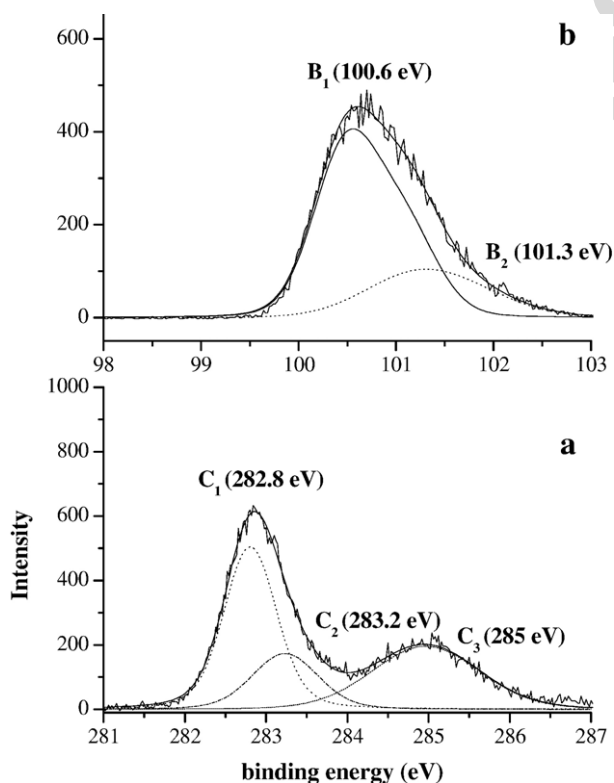 600
b
B1 (100.6 eV)
400
200
B2 (101.3 eV)
0
98 99 100 101 102 103
1000
a
800
C1 (282.8 eV)
600
Intensity
400
C2 (283.2 eV)
C3 (285 eV)
200
0
281 282 283 284 285 286 287
binding energy (eV)